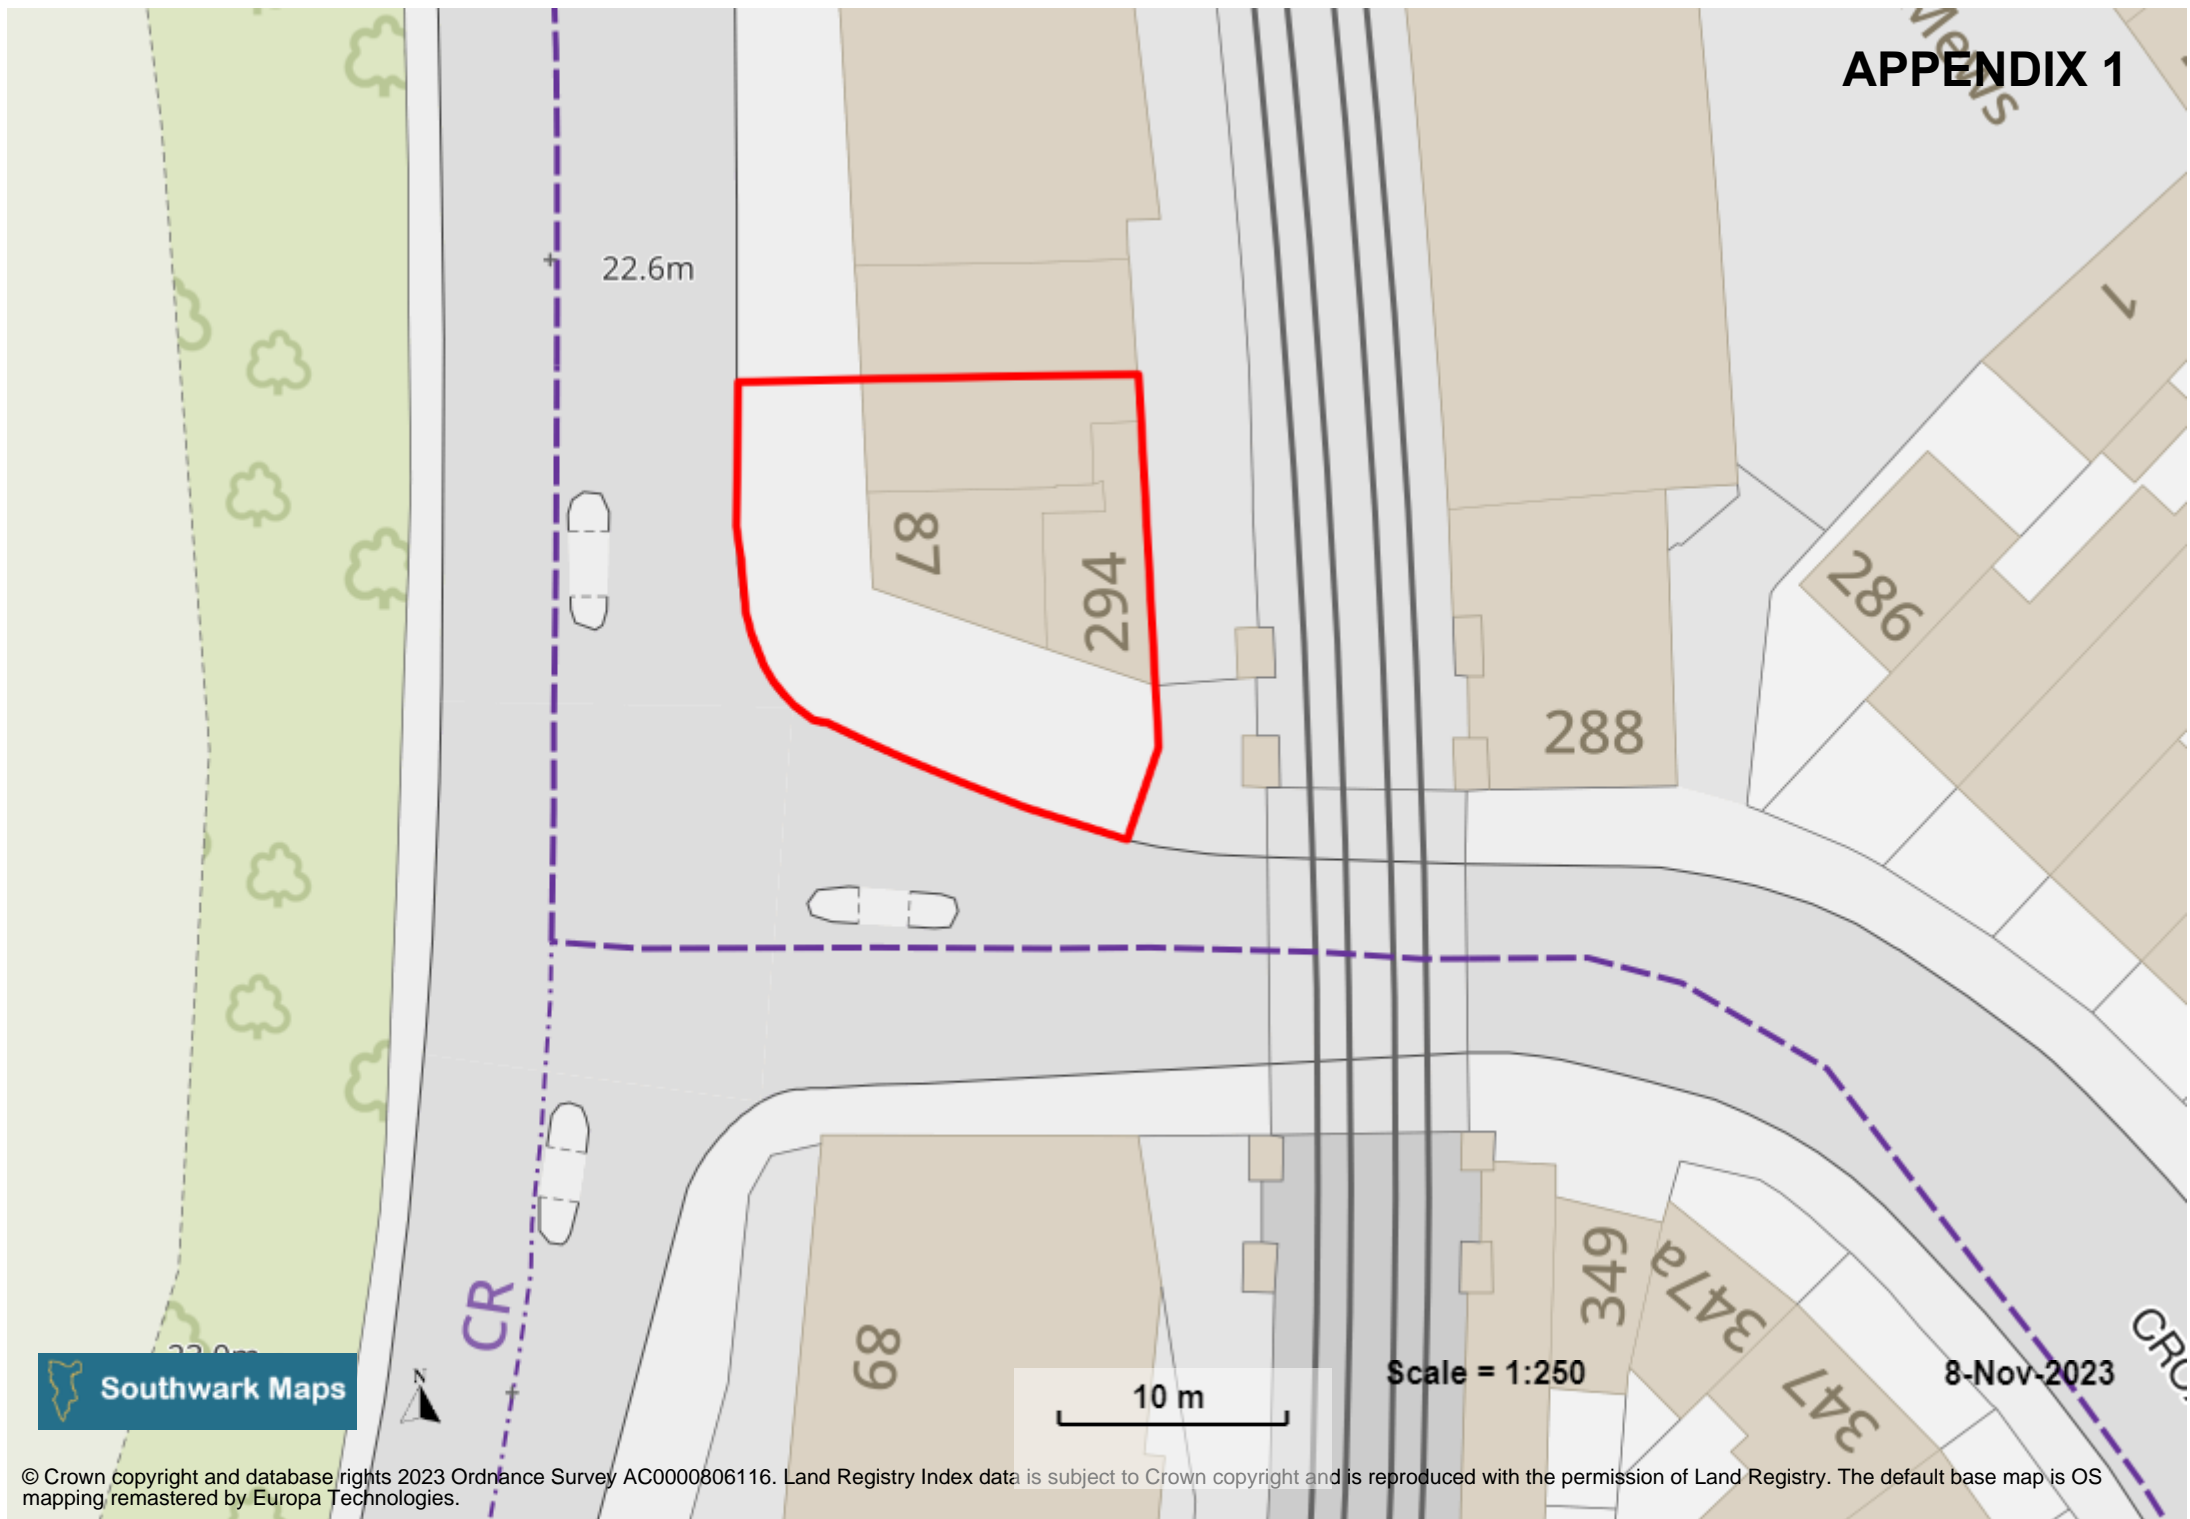 Mews
APPENDIX 1
22.6m
1
87
294
286
288
CR
349
347a
347
68
Southwark Maps
N
10 m
Scale = 1:250
8-Nov-2023
© Crown copyright and database rights 2023 Ordnance Survey AC0000806116. Land Registry Index data is subject to Crown copyright and is reproduced with the permission of Land Registry. The default base map is OS
mapping remastered by Europa Technologies.